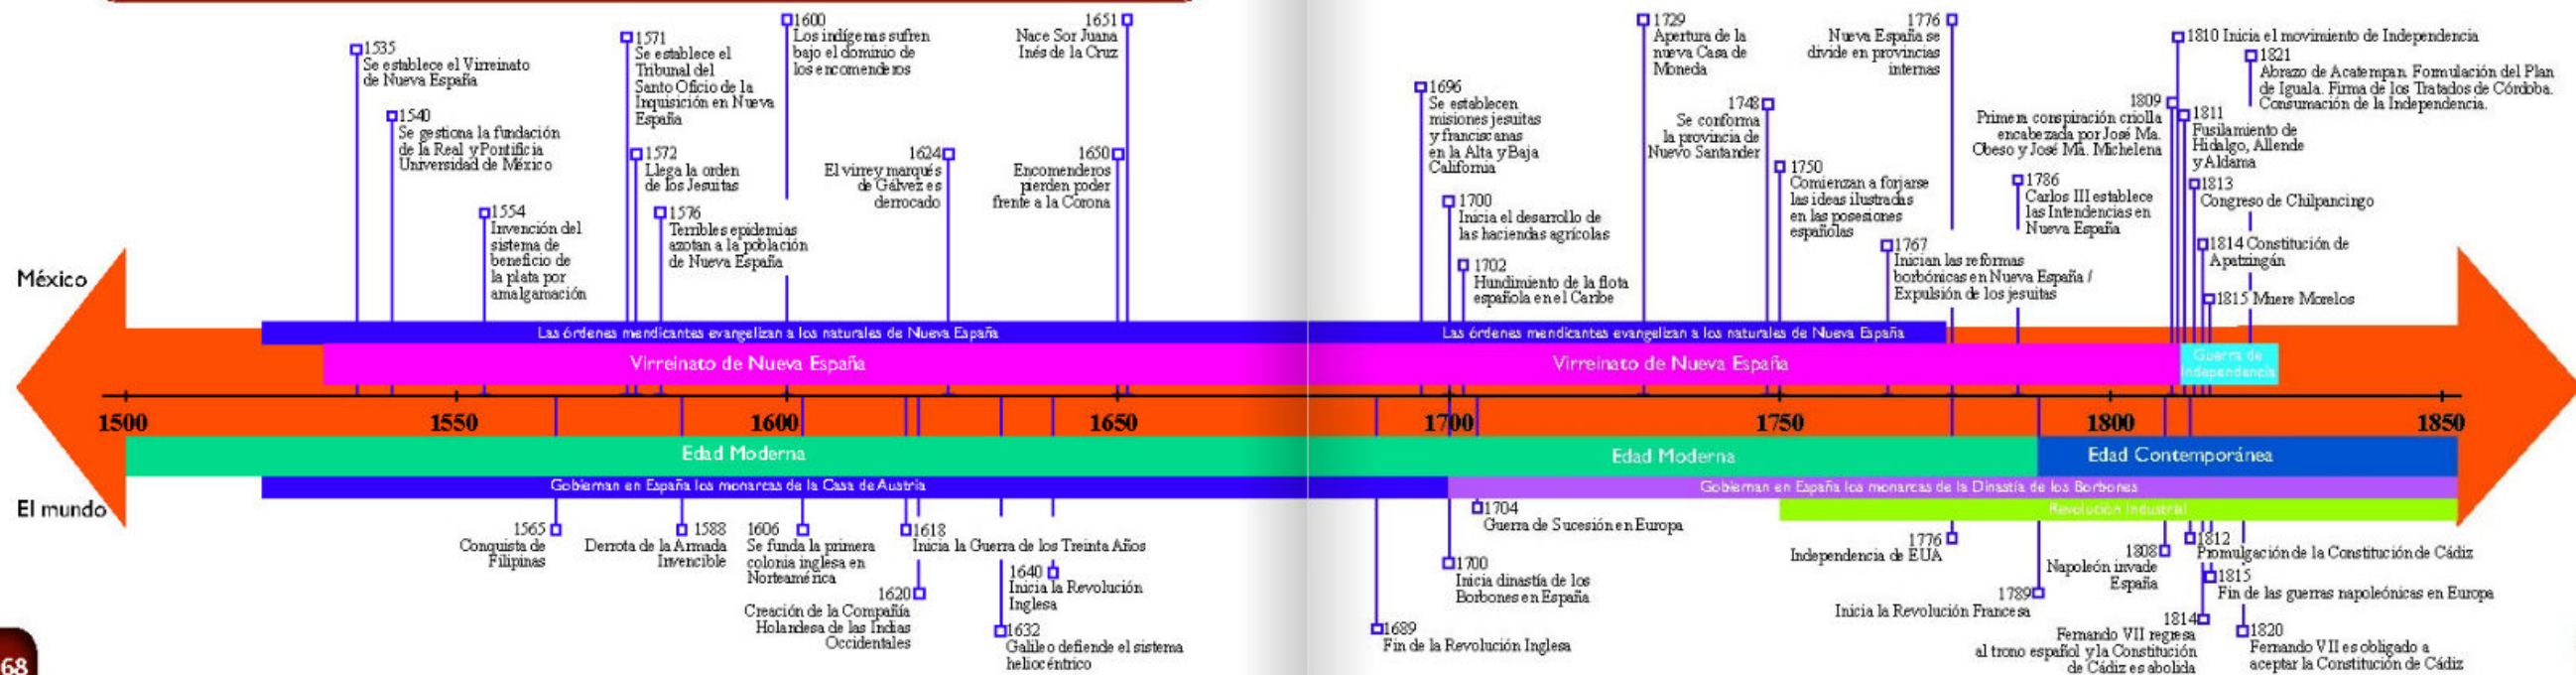 1535
Se establece el Virreinato
de Nueva España
1540
Se gestiona la fundación
de la Real y Pontificia
Universidad de México
1554
Invención del
sistema de
beneficio de
la plata por
amalgamación
1571
Se establece el
Tribunal del
Santo Oficio de la
Inquisición en Nueva
España
1572
Llega la orden
de los Jesuitas
1576
Terribles epidemias
azotan a la población
de Nueva España
1600
Los indígenas sufren
bajo el dominio de
los encomenderos
1624
El virrey marqués
de Gálvez es
derrocado
1651
Nace Sor Juana
Inés de la Cruz
1650
Encomenderos
pierden poder
frente a la Corona
1696
Se establecen
misiones jesuitas
y franciscanas
en la Alta y Baja
California
1700
Inicia el desarrollo de
las haciendas agrícolas
1702
Hundimiento de la flota
española en el Caribe
1729
Apertura de la
nueva Casa de
Moneda
1748
Se conforma
la provincia de
Nuevo Santander
1750
Comienzan a forjarse
las ideas ilustradas
en las posesiones
españolas
1776
Nueva España se
divide en provincias
internas
1767
Inician las reformas
borbónicas en Nueva España /
Expulsión de los jesuitas
1786
Carlos III establece
las Intendencias en
Nueva España
1809
Primera conspiración criolla
encabezada por José Ma.
Obeso y José Ma. Michelena
1810 Inicia el movimiento de Independencia
1821
Abrazo de Acatempan. Formulación del Plan
de Iguala. Firma de los Tratados de Córdoba.
Consumación de la Independencia.
1811
Fusilamiento de
Hidalgo, Allende
y Aldama
1813
Congreso de Chilpancingo
1814 Constitución de
Apatzingán
1815 Muere Morelos
México
Las órdenes mendicantes evangelizan a los naturales de Nueva España
Las órdenes mendicantes evangelizan a los naturales de Nueva España
Virreinato de Nueva España
Virreinato de Nueva España
Guerra de
Independencia
1500
1550
1600
1650
1700
1750
1800
1850
Edad Moderna
Edad Moderna
Edad Contemporánea
Gobiernan en España los monarcas de la Casa de Austria
Gobiernan en España los monarcas de la Dinastía de los Borbones
Revolución Industrial
El mundo
1565
Conquista de
Filipinas
1588
Derrota de la Armada
Invencible
1606
Se funda la primera
colonia inglesa en
Norteamérica
1618
Inicia la Guerra de los Treinta Años
1620
Creación de la Compañía
Holandesa de las Indias
Occidentales
1640
Inicia la Revolución
Inglesa
1632
Galileo defiende el sistema
heliocéntrico
1689
Fin de la Revolución Inglesa
1704
Guerra de Sucesión en Europa
1700
Inicia dinastía de los
Borbones en España
1776
Independencia de EUA
1789
Inicia la Revolución Francesa
1808
Napoleón invade
España
1812
Promulgación de la Constitución de Cádiz
1815
Fin de las guerras napoleónicas en Europa
1814
Fernando VII regresa
al trono español y la Constitución
de Cádiz es abolida
1820
Fernando VII es obligado a
aceptar la Constitución de Cádiz
68